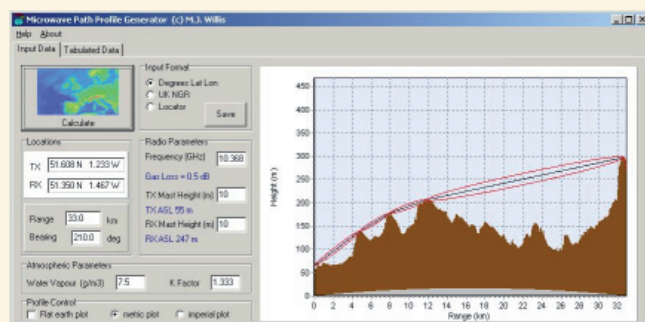 Microwave Path Profile Generator (c) M.J. Willis
Help About
Input Data Tabulated Data
Calculate
Input Format
Degrees Lat Lon
UK NGR
Locator
Save
Locations
TX 51.608 N 1.233 W
RX 51.350 N 1.467 W
Range 33.0 km
Bearing 210.0 deg
Radio Parameters
Frequency (GHz) 10.368
Gas Loss = 0.5 dB
TX Mast Height (m) 10
TX ASL 55 m
RX Mast Height (m) 10
RX ASL 247 m
Atmospheric Parameters
Water Vapour (g/m3) 7.5 K Factor 1.333
Profile Control
Flat earth plot metric plot imperial plot
Height (m)
450
400
350
300
250
200
150
100
50
0
0 2 4 6 8 10 12 14 16 18 20 22 24 26 28 30 32
Range (km)